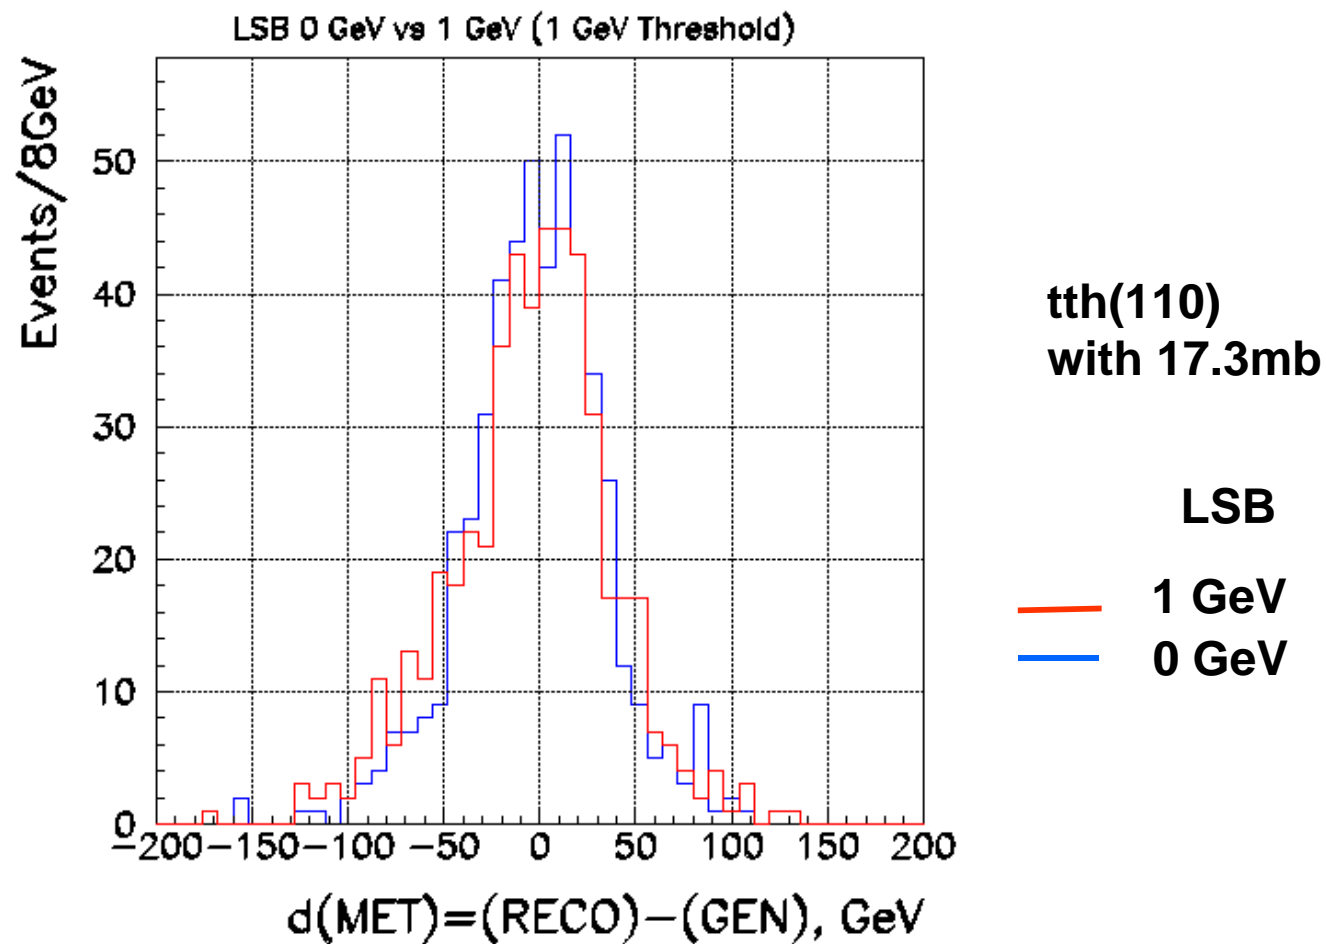 LSB 0 GeV vs 1 GeV (1 GeV Threshold)
Events/8GeV
50
40
30
20
10
0
-200 -150 -100 -50 0 50 100 150 200
d(MET)=(RECO)-(GEN), GeV
tth(110)
with 17.3mb
LSB
1 GeV
0 GeV